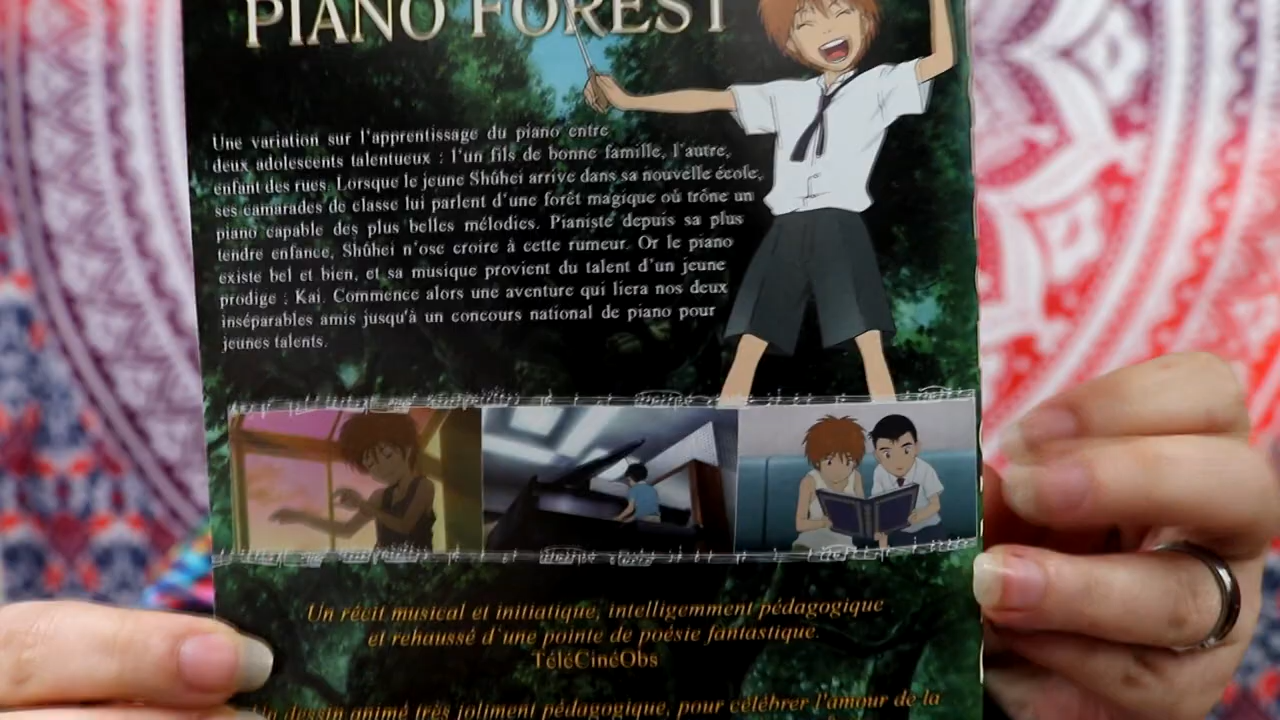 PIANO FOREST
Une variation sur l'apprentissage du piano entre
deux adolescents talentueux : l'un fils de bonne famille, l'autre,
enfant des rues. Lorsque le jeune Shûhei arrive dans sa nouvelle école,
ses camarades de classe lui parlent d'une forêt magique où trône un
piano capable des plus belles mélodies. Pianiste depuis sa plus
tendre enfance, Shûhei n'ose croire à cette rumeur. Or le piano
existe bel et bien, et sa musique provient du talent d'un jeune
prodige : Kai. Commence alors une aventure qui liera nos deux
inséparables amis jusqu'à un concours national de piano pour
jeunes talents.
Un récit musical et initiatique, intelligemment pédagogique
et rehaussé d'une pointe de poésie fantastique.
TéléCinéObs
Un dessin animé très joliment pédagogique, pour célébrer l'amour de la